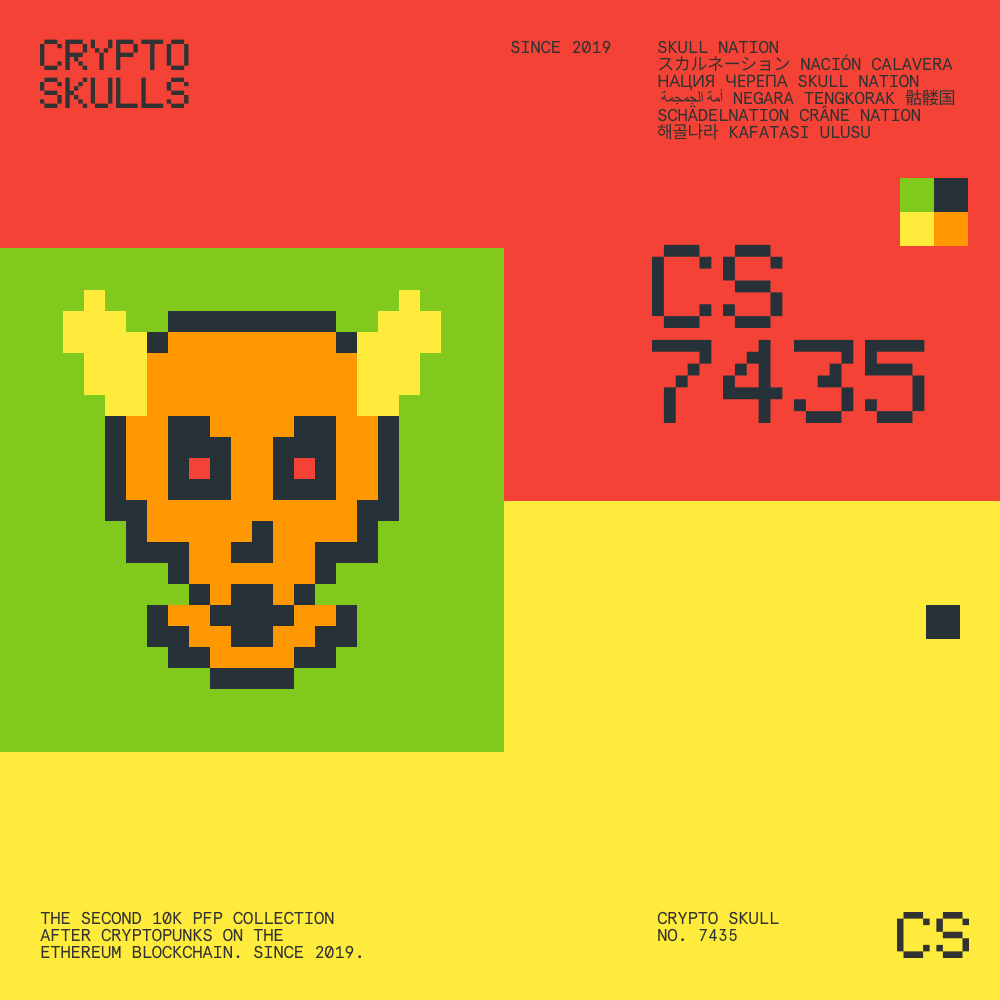 CRYPTO
SKULLS
SINCE 2019
SKULL NATION
スカルネーション NACIÓN CALAVERA
НАЦИЯ ЧЕРЕПА SKULL NATION
أمة الجمجمة NEGARA TENGKORAK 骷髅国
SCHÄDELNATION CRÂNE NATION
해골나라 KAFATASI ULUSU
CS
7435
THE SECOND 10K PFP COLLECTION
AFTER CRYPTOPUNKS ON THE
ETHEREUM BLOCKCHAIN. SINCE 2019.
CRYPTO SKULL
NO. 7435
CS